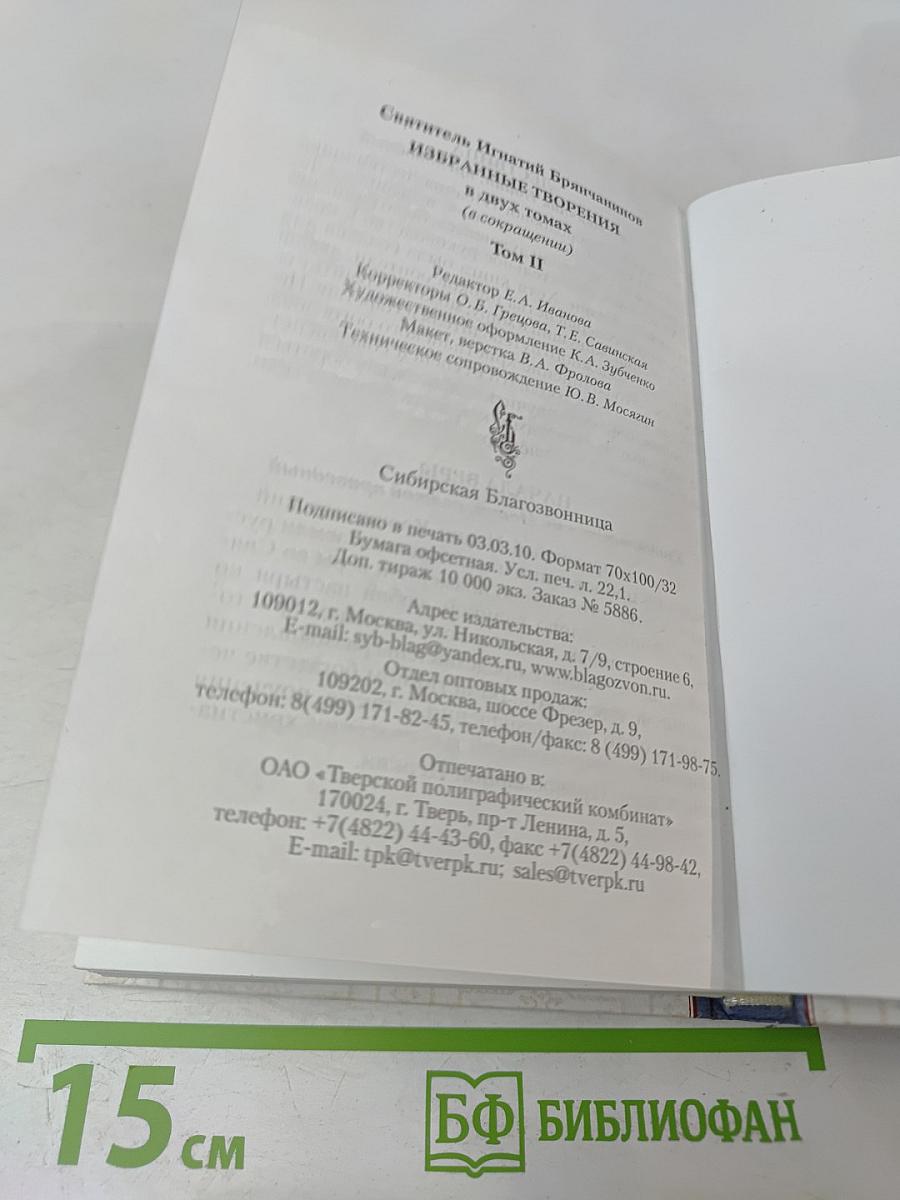 Святитель Игнатий Брянчанинов
ИЗБРАННЫЕ ТВОРЕНИЯ
в двух томах
(в сокращении)
Том II
Редактор Е. А. Иванова
Корректоры О. Б. Грецова, Т. Е. Савинская
Художественное оформление К. А. Зубченко
Макет, верстка В. А. Фролова
Техническое сопровождение Ю. В. Мосягин
Сибирская Благозвонница
Подписано в печать 03.03.10. Формат 70х100/32
Бумага офсетная. Усл. печ. л. 22,1.
Доп. тираж 10 000 экз. Заказ № 5886.
Адрес издательства:
109012, г. Москва, ул. Никольская, д. 7/9, строение 6,
E-mail: syb-blag@yandex.ru, www.blagozvon.ru.
Отдел оптовых продаж:
109202, г. Москва, шоссе Фрезер, д. 9,
телефон: 8(499) 171-82-45, телефон/факс: 8 (499) 171-98-75.
Отпечатано в:
ОАО «Тверской полиграфический комбинат»
170024, г. Тверь, пр-т Ленина, д. 5,
телефон: +7(4822) 44-43-60, факс +7(4822) 44-98-42,
E-mail: tpk@tverpk.ru; sales@tverpk.ru
15 см
БФ БИБЛИОФАН